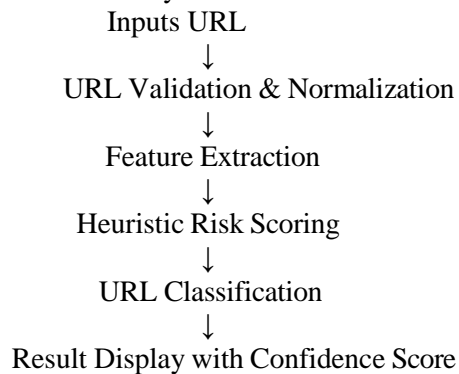 Inputs URL
↓
URL Validation & Normalization
↓
Feature Extraction
↓
Heuristic Risk Scoring
↓
URL Classification
↓
Result Display with Confidence Score